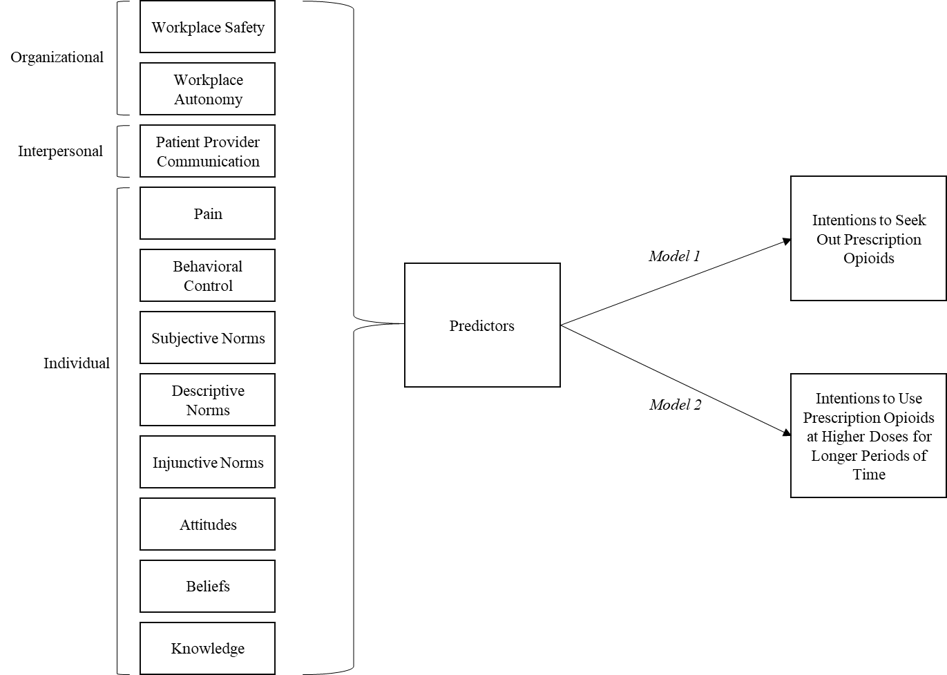 Organizational
Workplace Safety
Workplace
Autonomy
Interpersonal
Patient Provider
Communication
Individual
Pain
Behavioral
Control
Subjective Norms
Descriptive
Norms
Injunctive Norms
Attitudes
Beliefs
Knowledge
Predictors
Model 1
Model 2
Intentions to Seek
Out Prescription
Opioids
Intentions to Use
Prescription Opioids
at Higher Doses for
Longer Periods of
Time